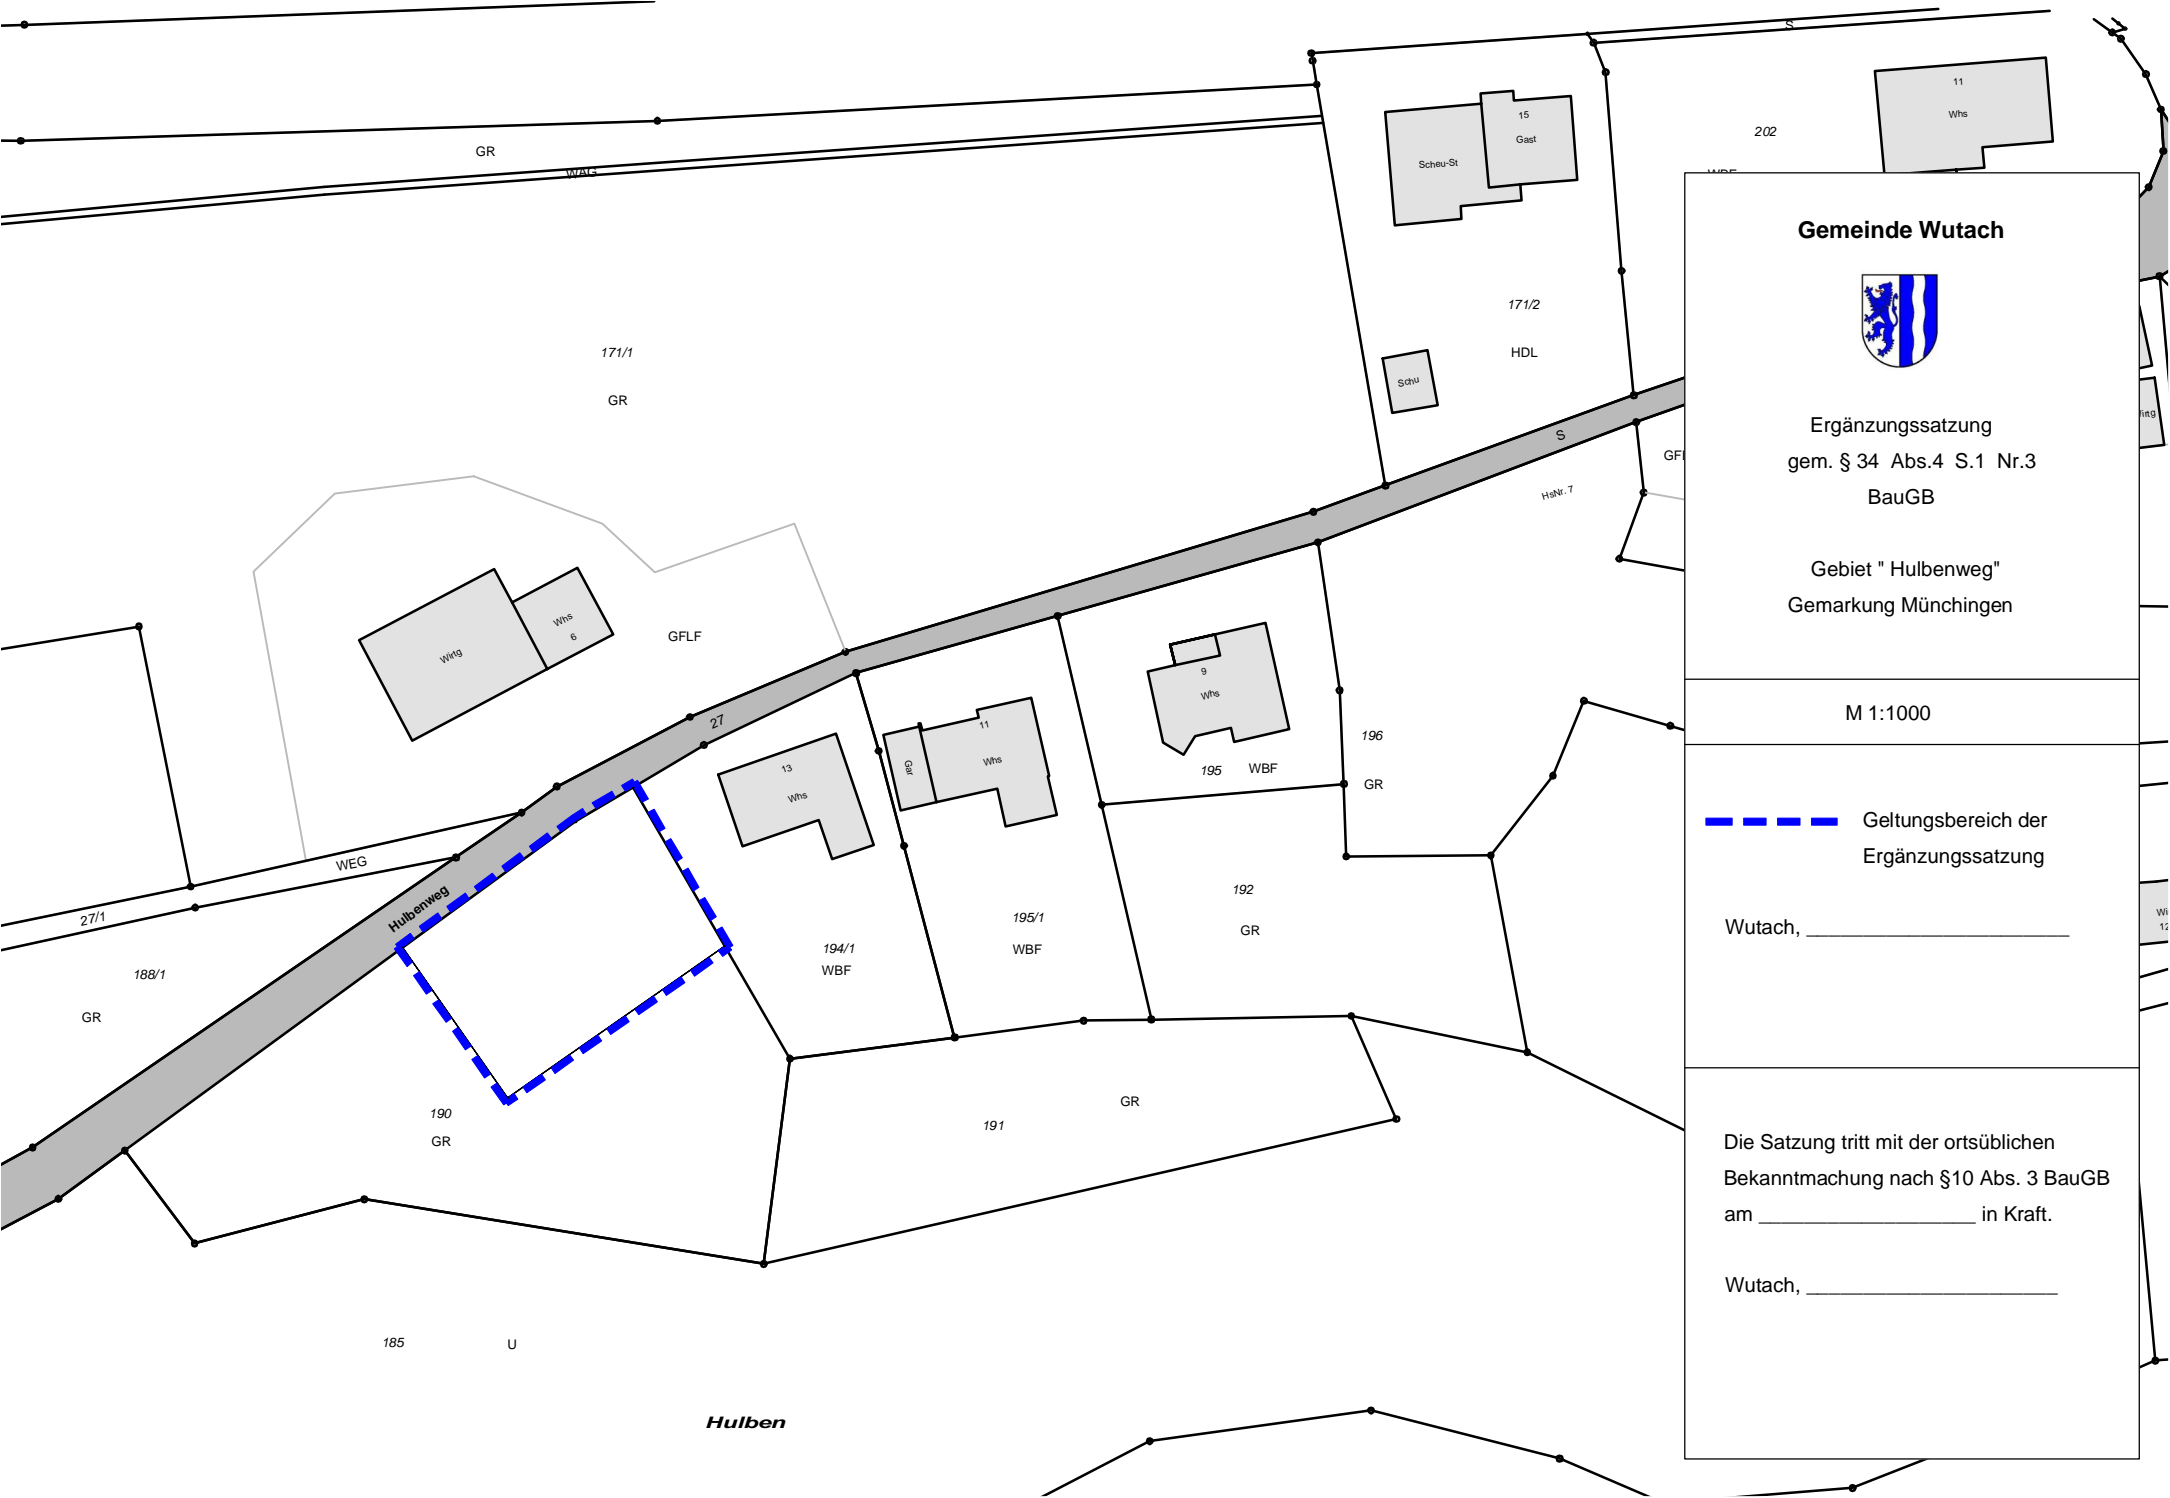 S
11
Whs
202
15
Gast
Scheu-St
GR
WAG
171/2
HDL
Schu
171/1
GR
S
HsNr. 7
Whs
6
Wirtg
GFLF
27
9
Whs
195
WBF
196
GR
11
Whs
Gar
13
Whs
WEG
27/1
Hulbenweg
188/1
GR
194/1
WBF
195/1
WBF
192
GR
190
GR
191
GR
185
U
Hulben
Gemeinde Wutach
Ergänzungssatzung
gem. § 34 Abs.4 S.1 Nr.3
BauGB
Gebiet " Hulbenweg"
Gemarkung Münchingen
M 1:1000
Geltungsbereich der
Ergänzungssatzung
Wutach, _______________________
Die Satzung tritt mit der ortsüblichen
Bekanntmachung nach §10 Abs. 3 BauGB
am ___________________ in Kraft.
Wutach, ______________________